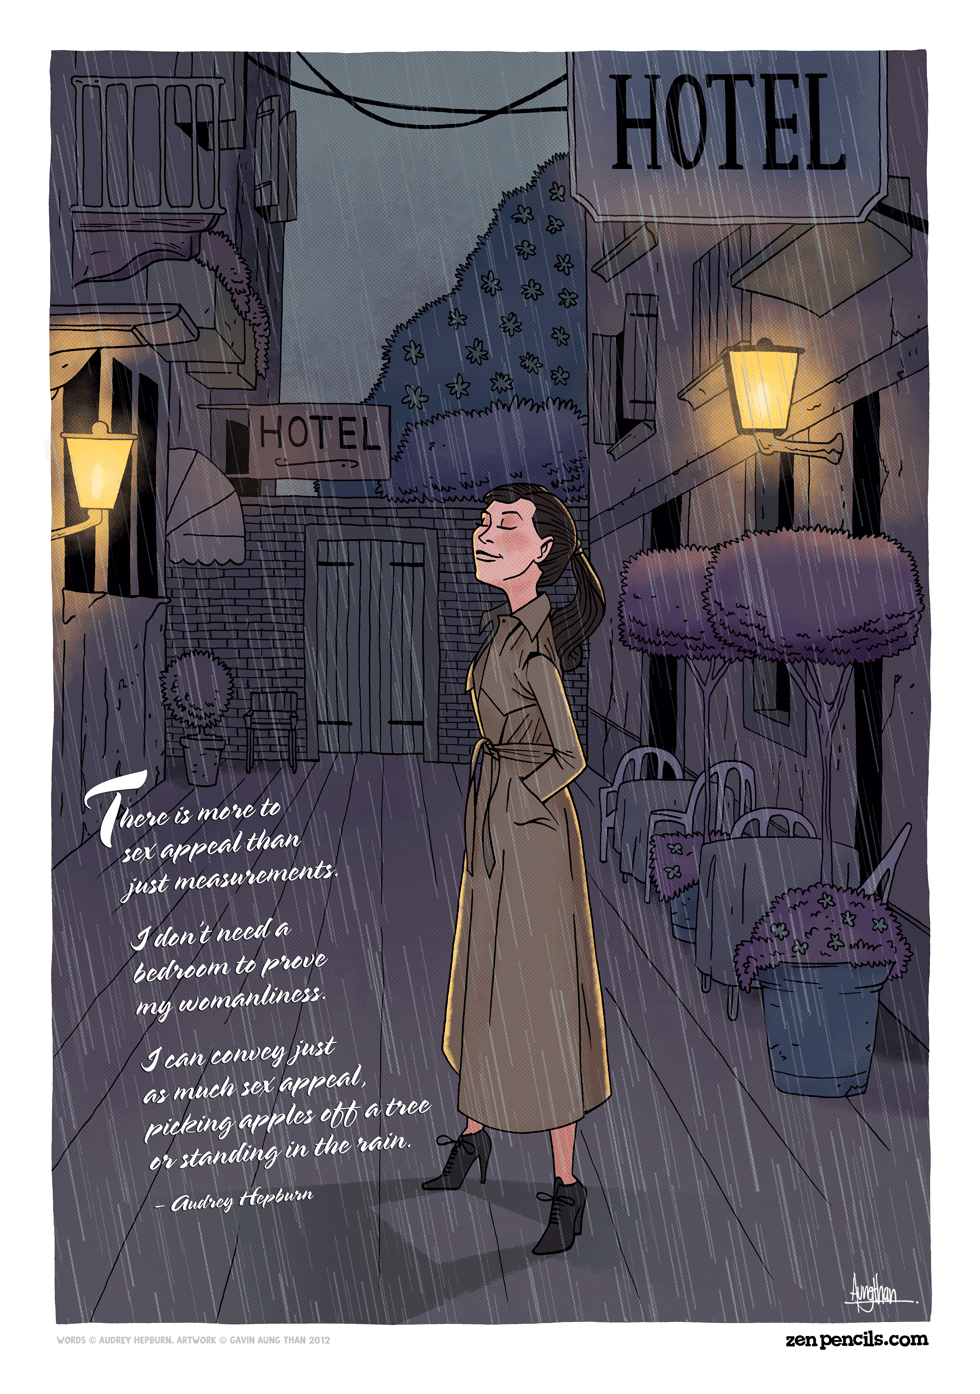 HOTEL
HOTEL
There is more to
sex appeal than
just measurements.
I don't need a
bedroom to prove
my womanliness.
I can convey just
as much sex appeal,
picking apples off a tree
or standing in the rain.
- Audrey Hepburn
Aungthan.
WORDS © AUDREY HEPBURN. ARTWORK © GAVIN AUNG THAN 2012
zenpencils.com